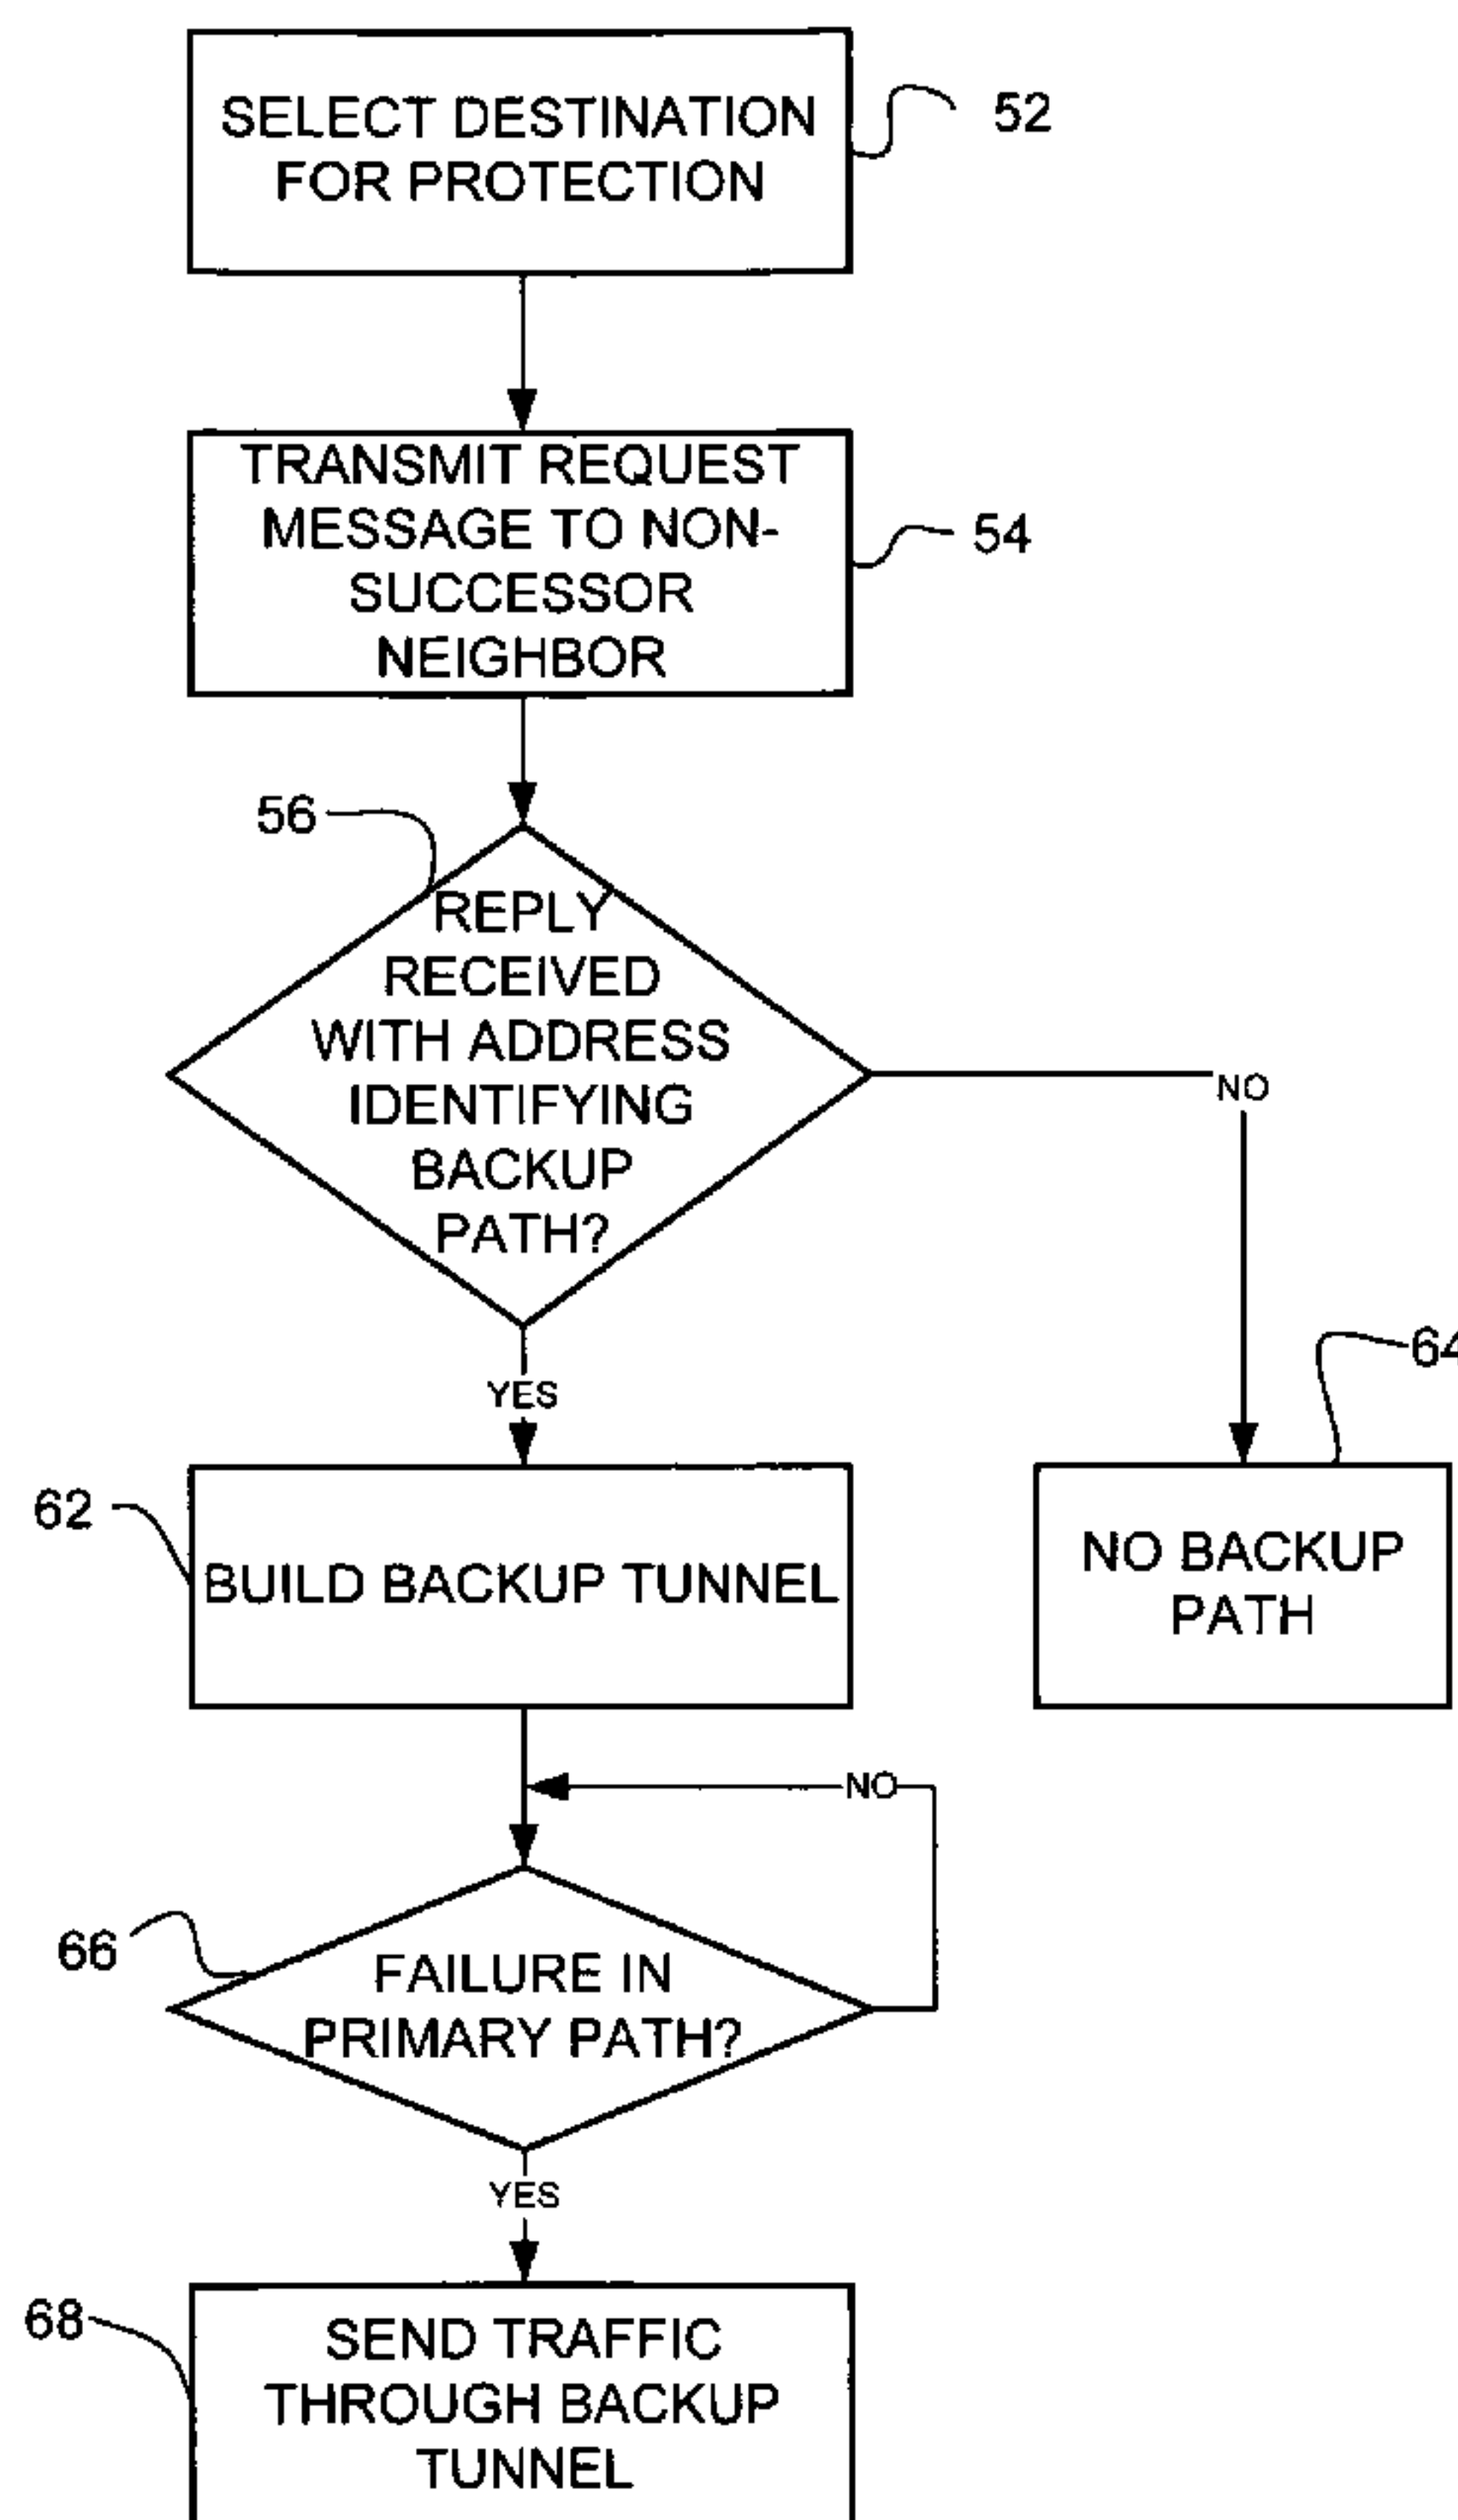 SELECT DESTINATION
FOR PROTECTION
52
TRANSMIT REQUEST
MESSAGE TO NON-
SUCCESSOR
NEIGHBOR
54
56
REPLY
RECEIVED
WITH ADDRESS
IDENTIFYING
BACKUP
PATH?
NO
YES
64
62
BUILD BACKUP TUNNEL
NO BACKUP
PATH
NO
66
FAILURE IN
PRIMARY PATH?
YES
68
SEND TRAFFIC
THROUGH BACKUP
TUNNEL